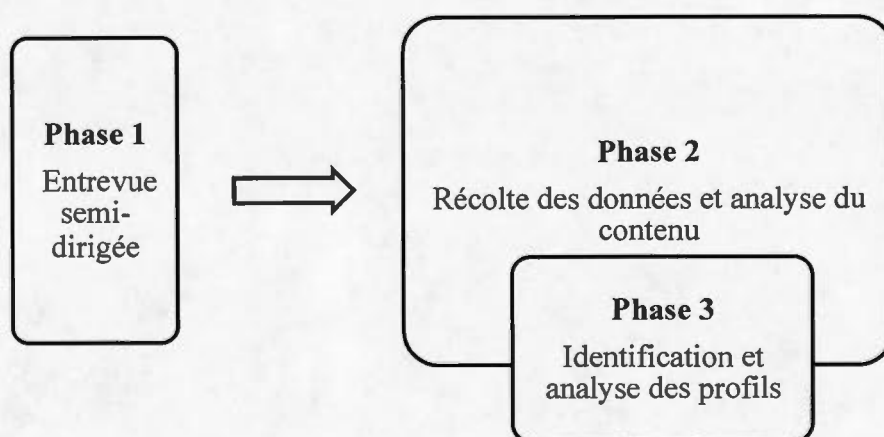 Phase 1
Entrevue
semi-
dirigée
Phase 2
Récolte des données et analyse du
contenu
Phase 3
Identification et
analyse des profils